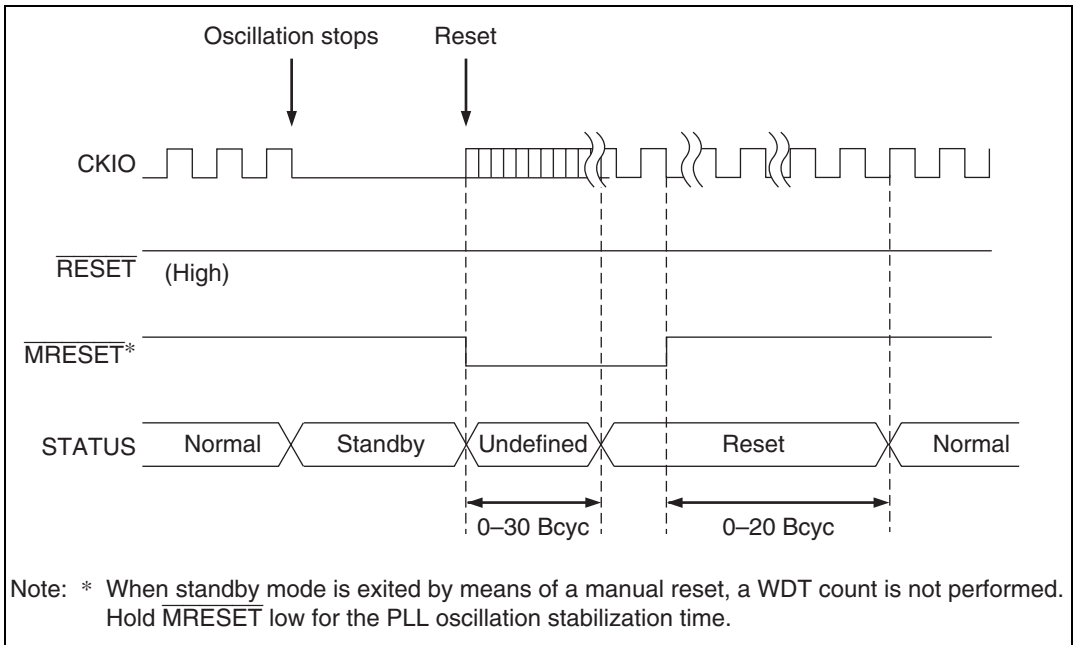 Oscillation stops Reset
CKIO
RESET (High)
MRESET*
STATUS Normal Standby Undefined Reset Normal
0–30 Bcyc 0–20 Bcyc
Note: * When standby mode is exited by means of a manual reset, a WDT count is not performed.
Hold MRESET low for the PLL oscillation stabilization time.